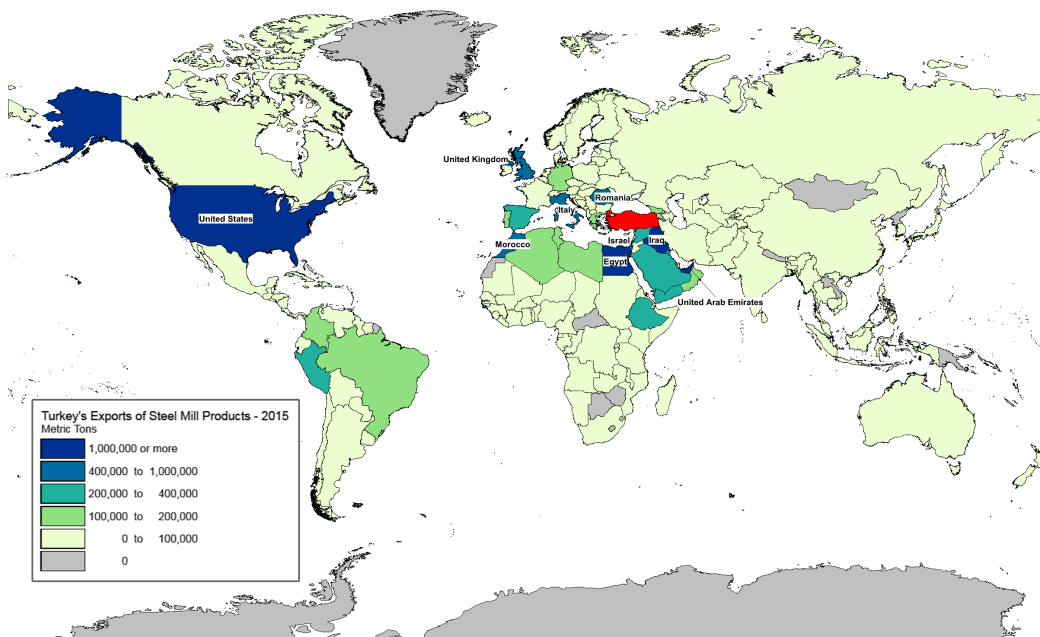 United Kingdom
Romania
Italy
United States
Morocco
Israel
Iraq
Egypt
United Arab Emirates
Turkey's Exports of Steel Mill Products - 2015
Metric Tons
1,000,000 or more
400,000 to 1,000,000
200,000 to 400,000
100,000 to 200,000
0 to 100,000
0